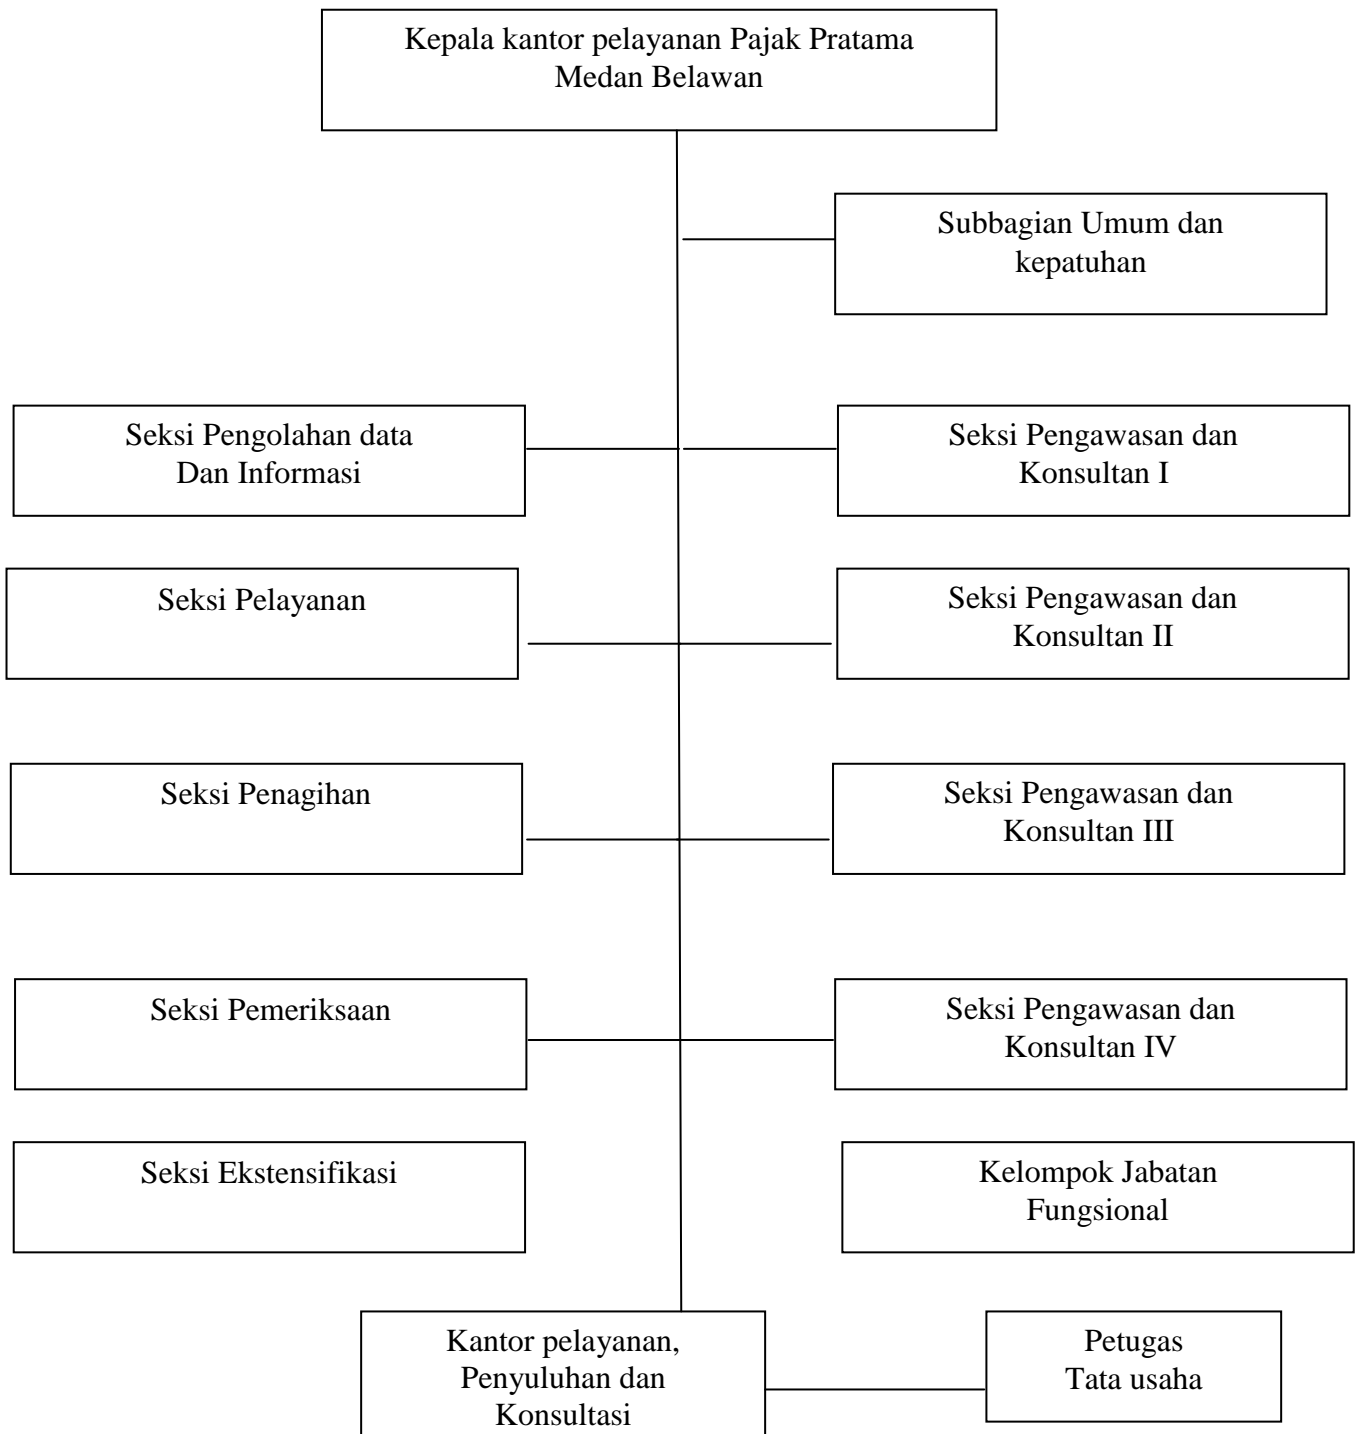 Kepala kantor pelayanan Pajak Pratama
Medan Belawan
Subbagian Umum dan
kepatuhan
Seksi Pengolahan data
Dan Informasi
Seksi Pengawasan dan
Konsultan I
Seksi Pelayanan
Seksi Pengawasan dan
Konsultan II
Seksi Penagihan
Seksi Pengawasan dan
Konsultan III
Seksi Pemeriksaan
Seksi Pengawasan dan
Konsultan IV
Seksi Ekstensifikasi
Kelompok Jabatan
Fungsional
Kantor pelayanan,
Penyuluhan dan
Konsultasi
Petugas
Tata usaha